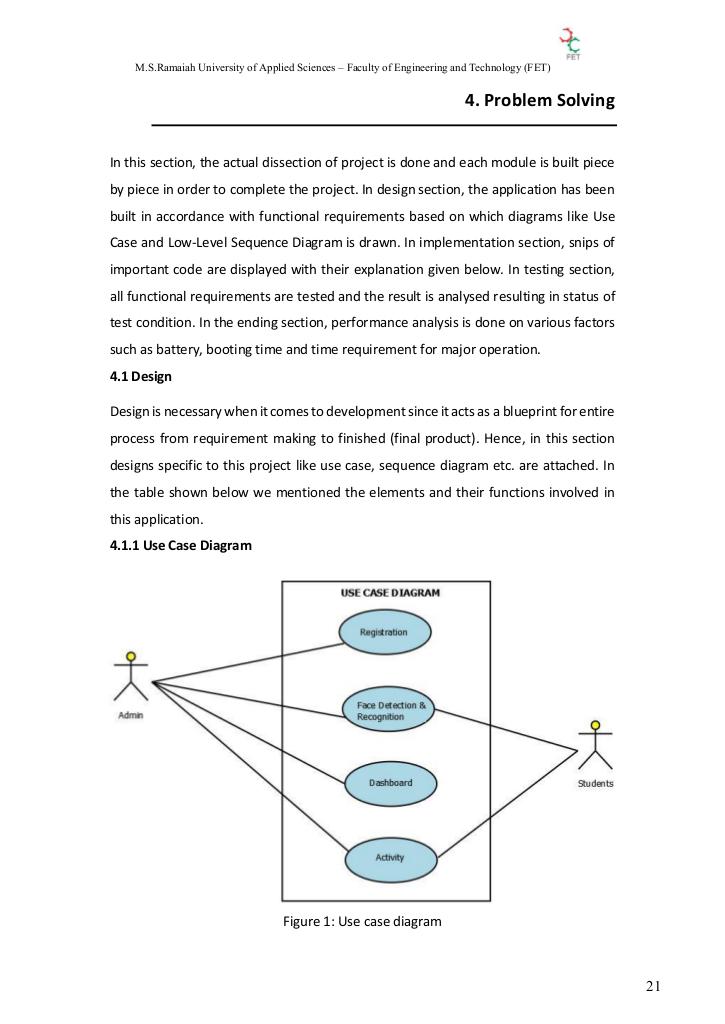 FET
M.S.Ramaiah University of Applied Sciences – Faculty of Engineering and Technology (FET)
4. Problem Solving
In this section, the actual dissection of project is done and each module is built piece
by piece in order to complete the project. In design section, the application has been
built in accordance with functional requirements based on which diagrams like Use
Case and Low-Level Sequence Diagram is drawn. In implementation section, snips of
important code are displayed with their explanation given below. In testing section,
all functional requirements are tested and the result is analysed resulting in status of
test condition. In the ending section, performance analysis is done on various factors
such as battery, booting time and time requirement for major operation.
4.1 Design
Design is necessary when it comes to development since it acts as a blueprint for entire
process from requirement making to finished (final product). Hence, in this section
designs specific to this project like use case, sequence diagram etc. are attached. In
the table shown below we mentioned the elements and their functions involved in
this application.
4.1.1 Use Case Diagram
USE CASE DIAGRAM
Registration
Face Detection &
Recognition
Admin
Dashboard
Students
Activity
Figure 1: Use case diagram
21